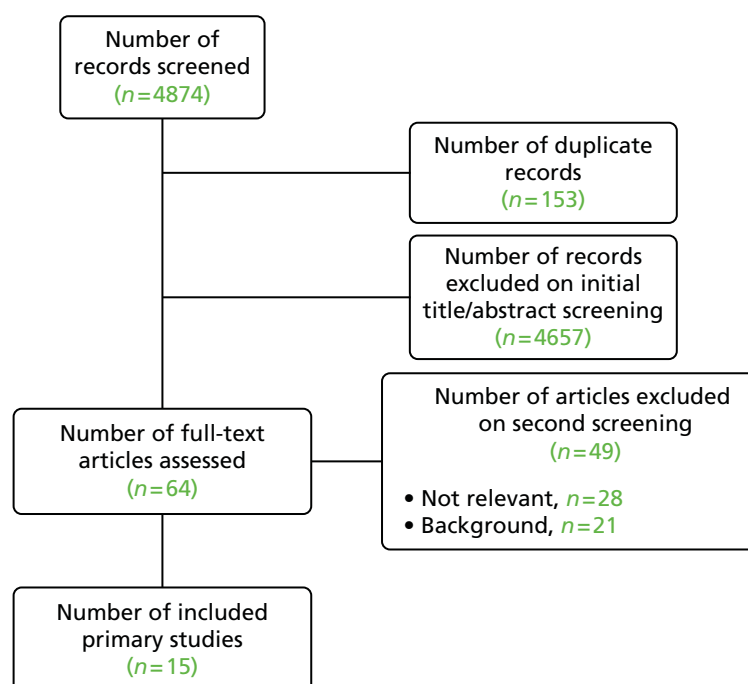 Number of
records screened
(n=4874)
Number of duplicate
records
(n=153)
Number of records
excluded on initial
title/abstract screening
(n=4657)
Number of full-text
articles assessed
(n=64)
Number of articles excluded
on second screening
(n=49)
• Not relevant, n=28
• Background, n=21
Number of included
primary studies
(n=15)